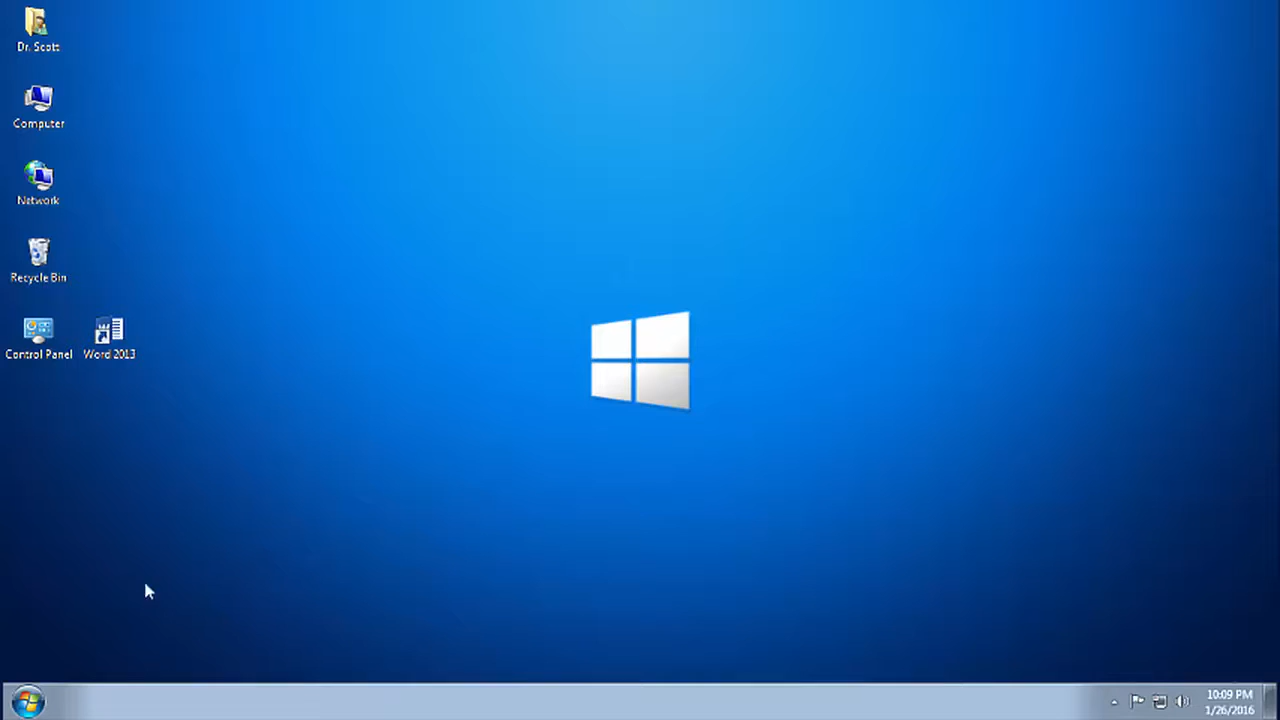 Dr. Scott
Computer
Network
Recycle Bin
Control Panel
Word 2013
10:09 PM
1/26/2016